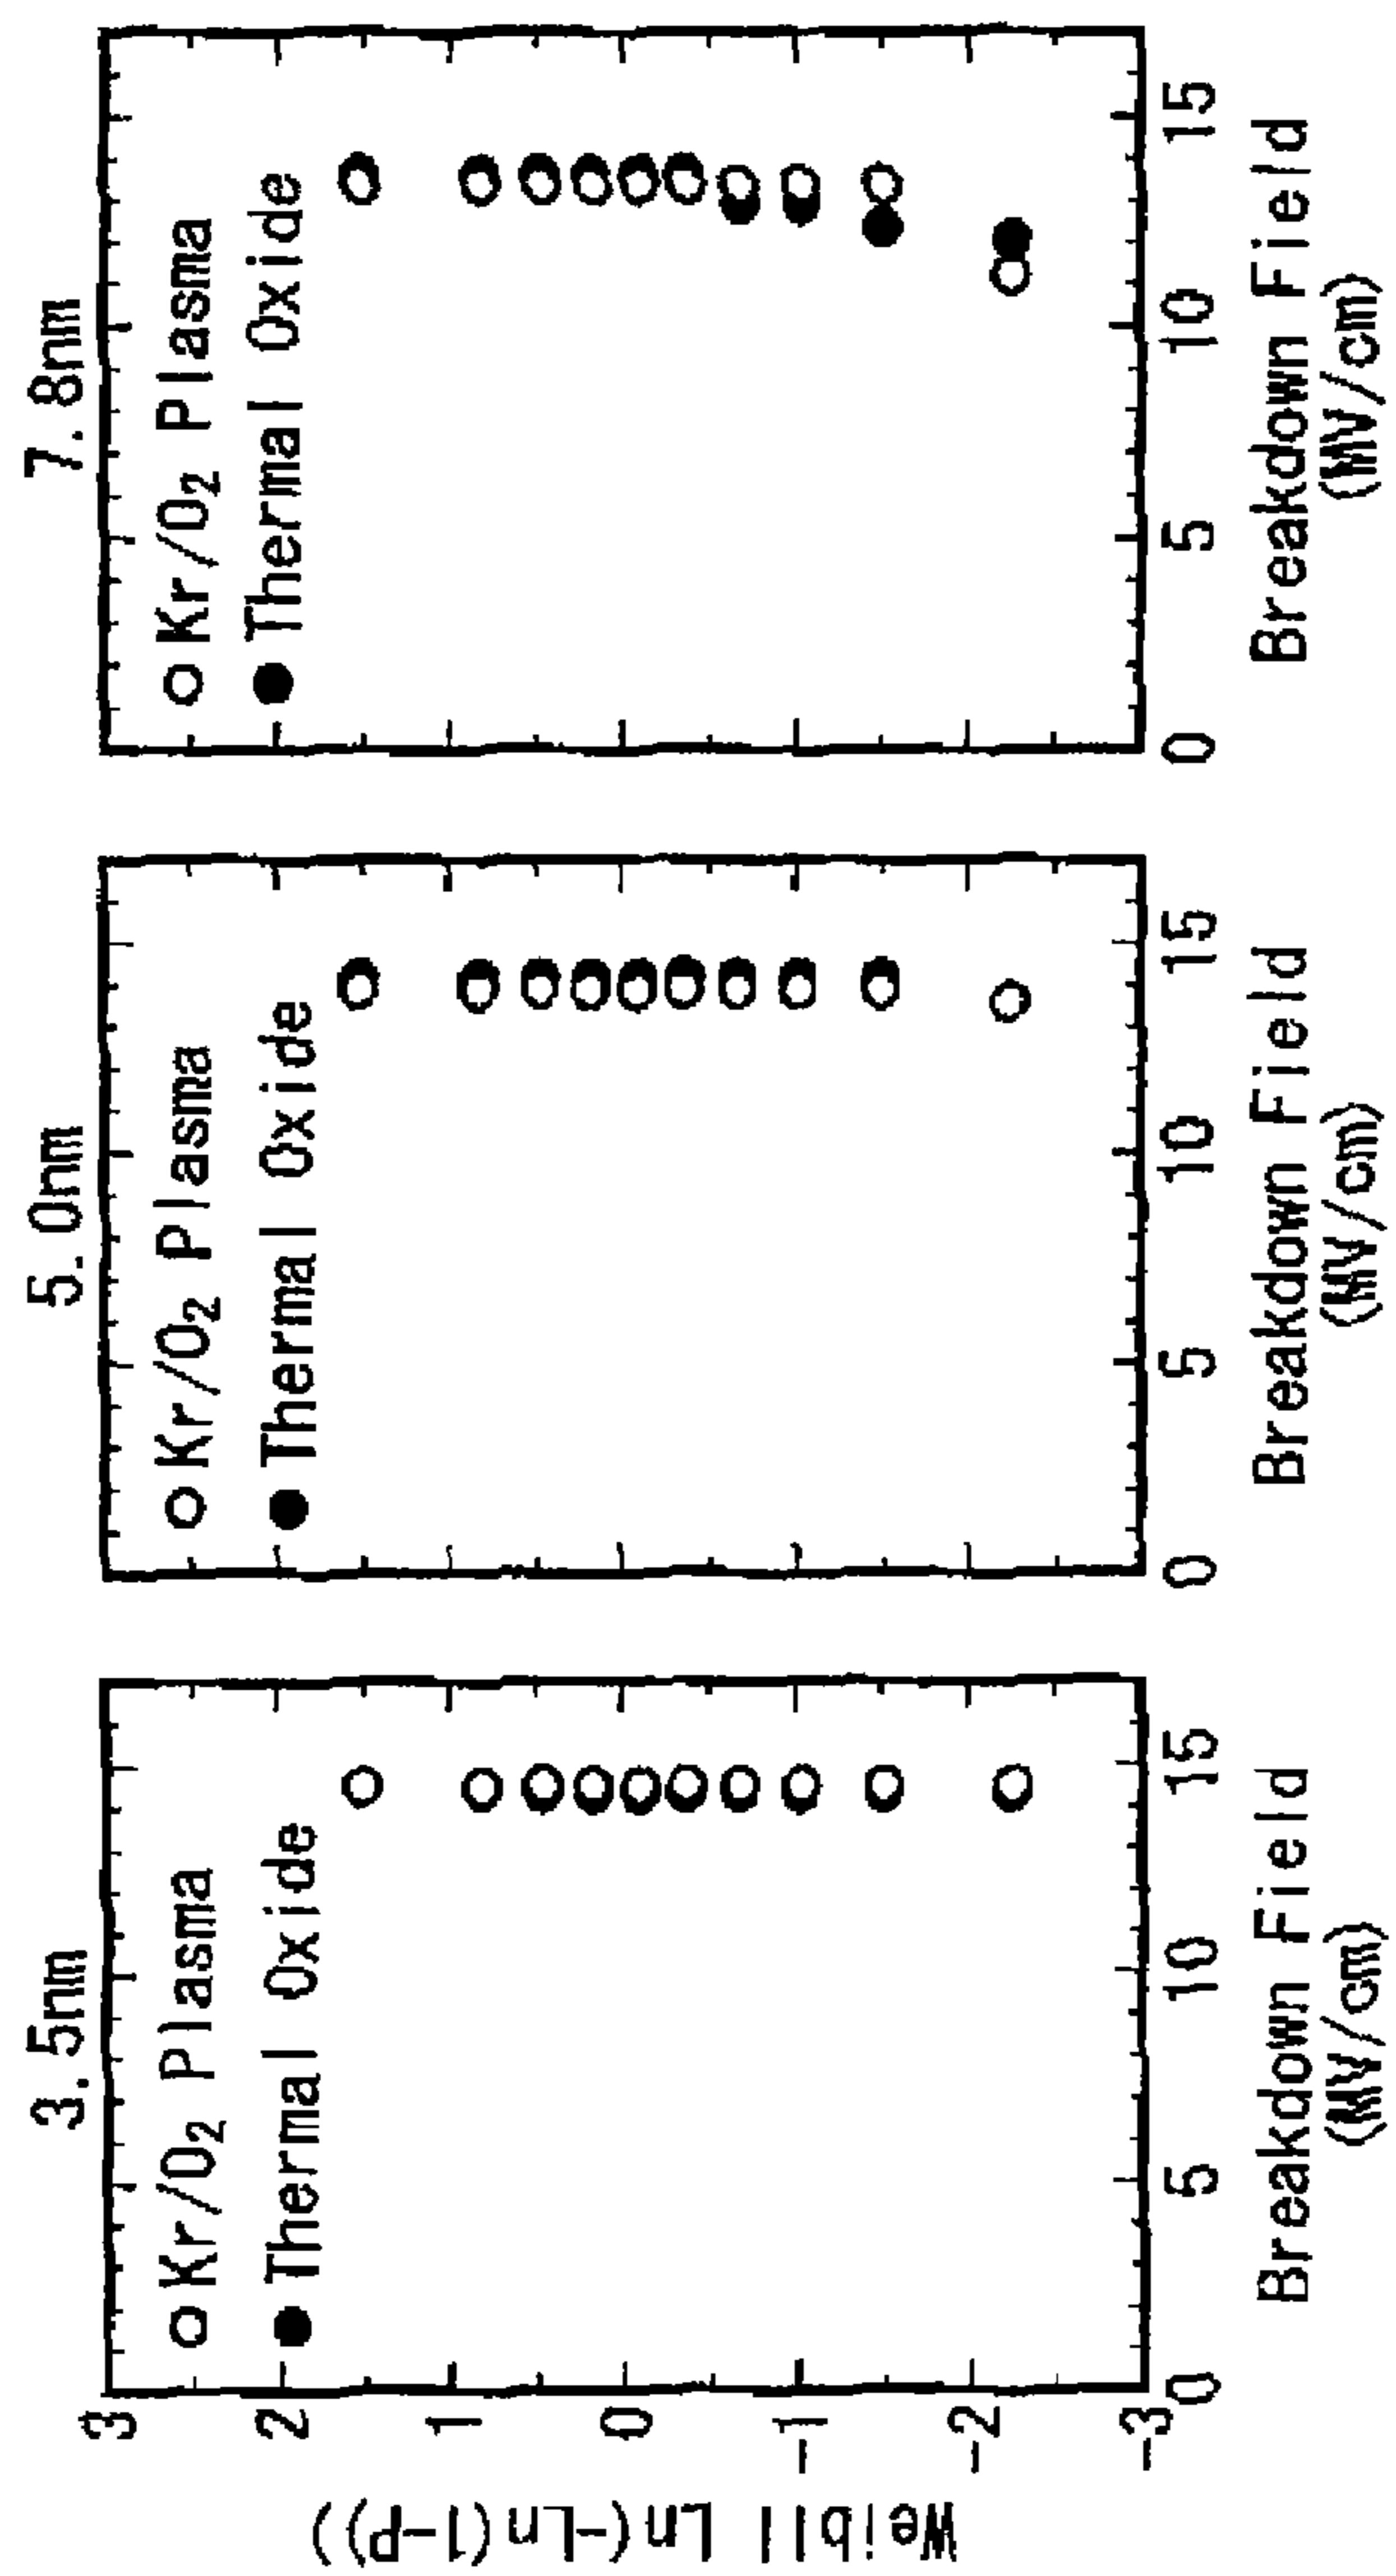 Weibll Ln(-Ln(1-P))
3.5nm
○Kr/O₂ Plasma
●Thermal Oxide
3
2
1
0
-1
-2
-3
0 5 10 15
Breakdown Field
(MV/cm)
5.0nm
○Kr/O₂ Plasma
●Thermal Oxide
0 5 10 15
Breakdown Field
(MV/cm)
7.8nm
○Kr/O₂ Plasma
●Thermal Oxide
0 5 10 15
Breakdown Field
(MV/cm)